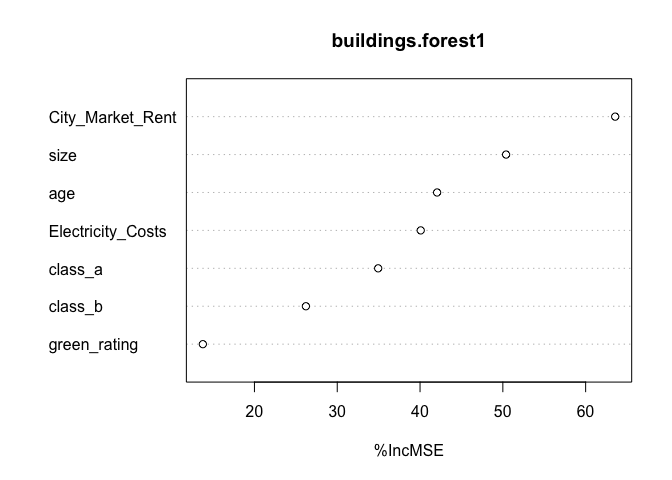 buildings.forest1
City_Market_Rent
size
age
Electricity_Costs
class_a
class_b
green_rating
20 30 40 50 60
%IncMSE